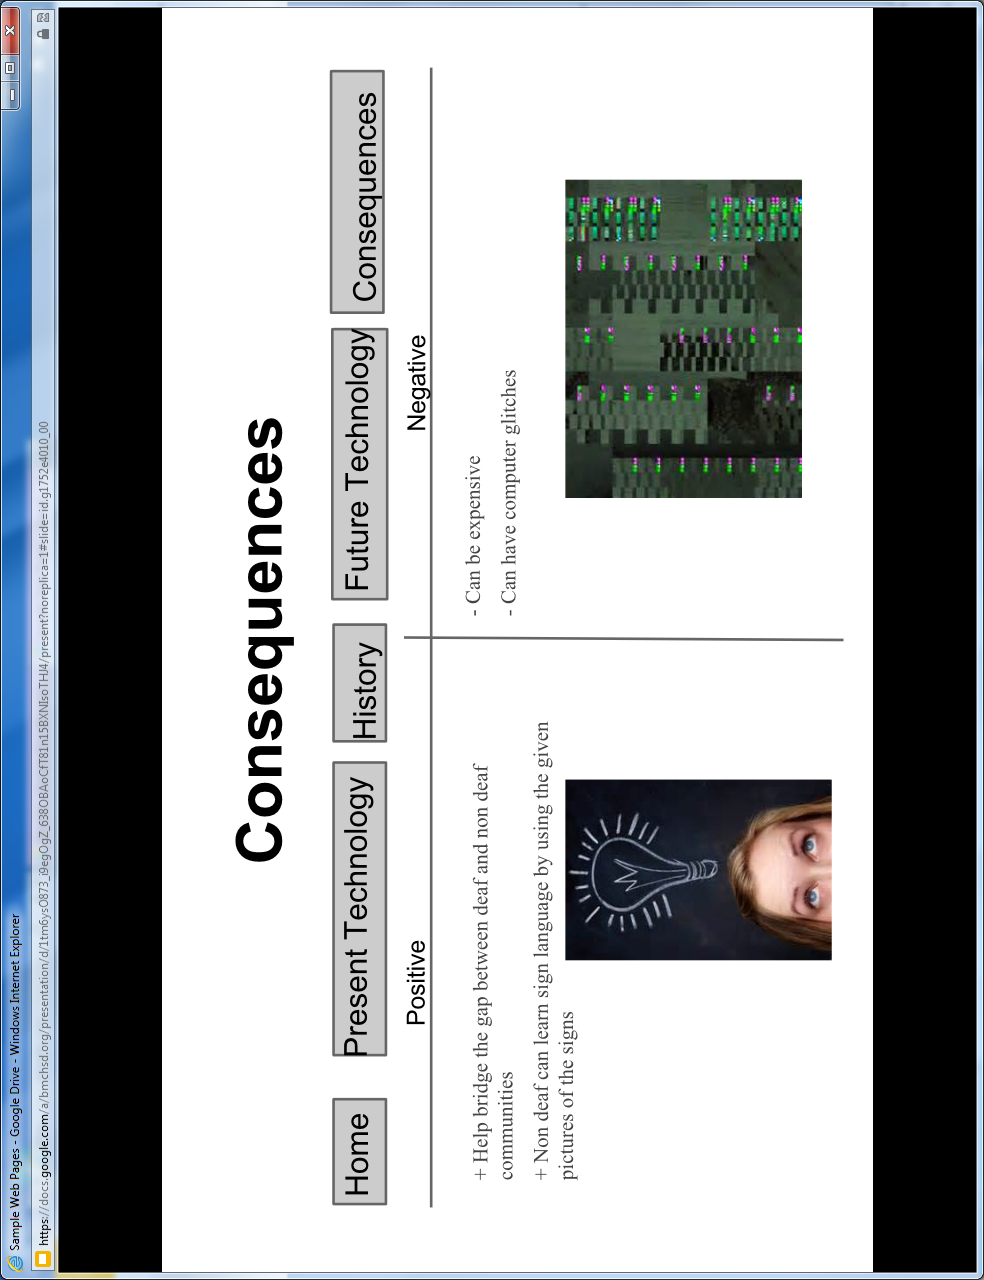 Sample Web Pages - Google Drive - Windows Internet Explorer
Consequences
Home
Present Technology
History
Future Technology
Consequences
Positive
Negative
+ Help bridge the gap between deaf and non deaf
communities
+ Non deaf can learn sign language by using the given
pictures of the signs
- Can be expensive
- Can have computer glitches